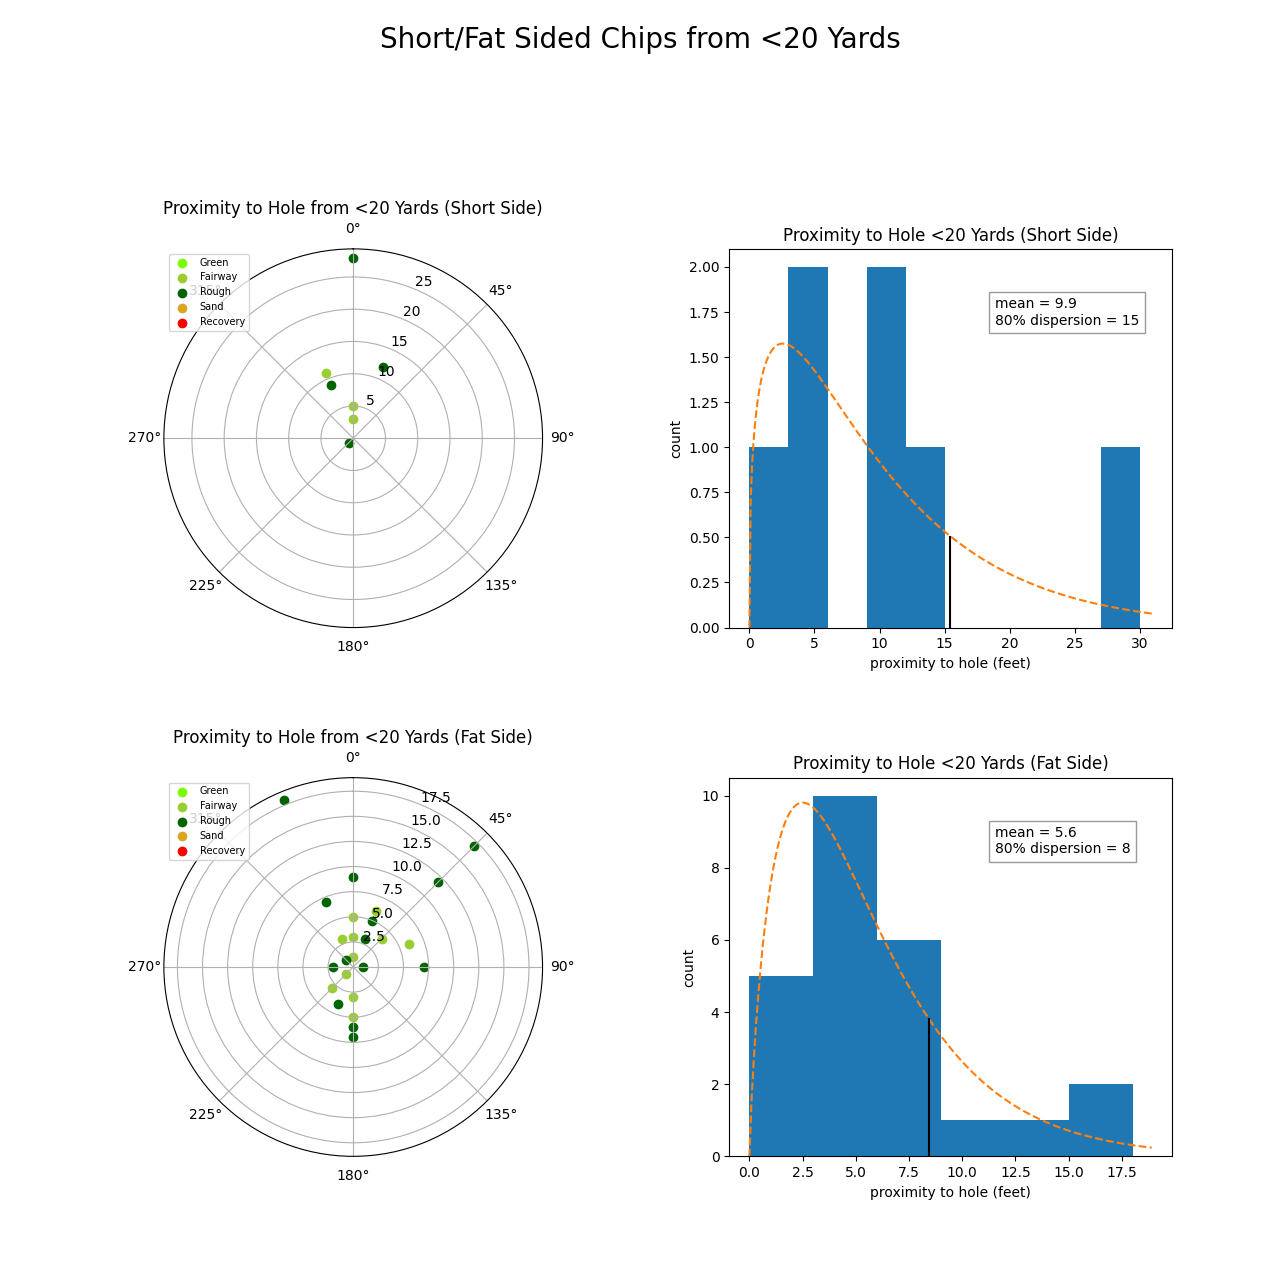 Short/Fat Sided Chips from <20 Yards
Proximity to Hole from <20 Yards (Short Side)
0°
45°
90°
135°
180°
225°
270°
315°
5
10
15
20
25
Green
Fairway
Rough
Sand
Recovery
Proximity to Hole <20 Yards (Short Side)
mean = 9.9
80% dispersion = 15
count
2.00
1.75
1.50
1.25
1.00
0.75
0.50
0.25
0.00
0 5 10 15 20 25 30
proximity to hole (feet)
Proximity to Hole from <20 Yards (Fat Side)
0°
45°
90°
135°
180°
225°
270°
315°
2.5
5.0
7.5
10.0
12.5
15.0
17.5
Green
Fairway
Rough
Sand
Recovery
Proximity to Hole <20 Yards (Fat Side)
mean = 5.6
80% dispersion = 8
count
10
8
6
4
2
0
0.0 2.5 5.0 7.5 10.0 12.5 15.0 17.5
proximity to hole (feet)